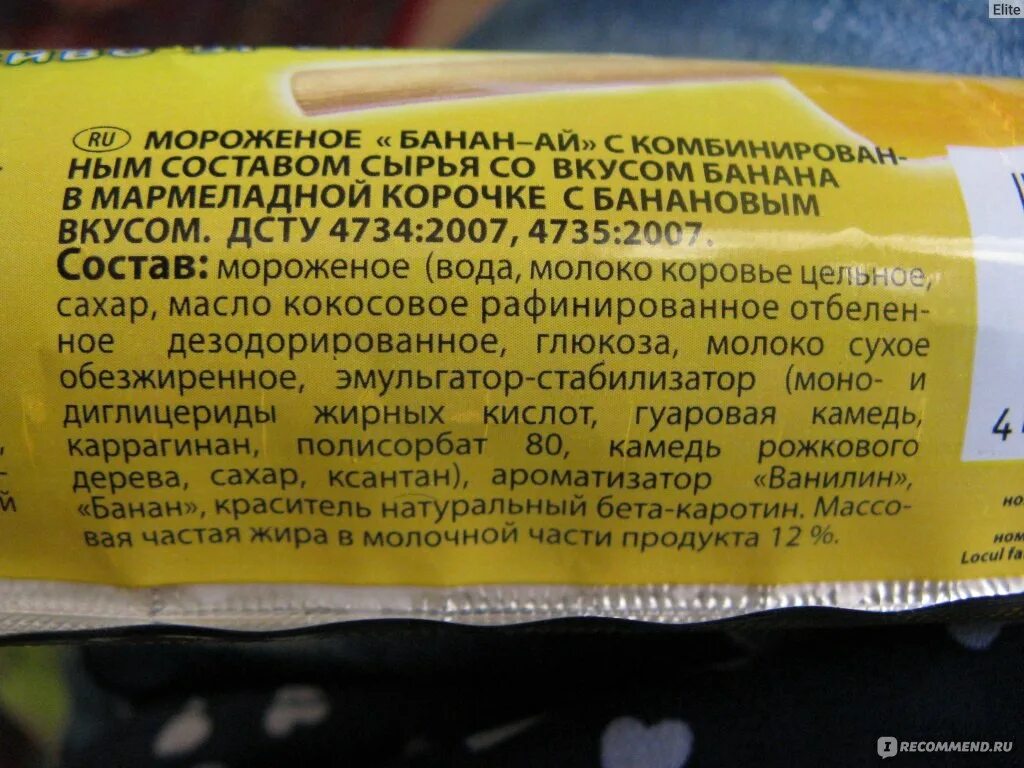 Elite
RU МОРОЖЕНОЕ «БАНАН-АЙ» С КОМБИНИРОВАН-
НЫМ СОСТАВОМ СЫРЬЯ СО ВКУСОМ БАНАНА
В МАРМЕЛАДНОЙ КОРОЧКЕ С БАНАНОВЫМ
ВКУСОМ. ДСТУ 4734:2007, 4735:2007.
Состав: мороженое (вода, молоко коровье цельное,
сахар, масло кокосовое рафинированное отбелен-
ное дезодорированное, глюкоза, молоко сухое
обезжиренное, эмульгатор-стабилизатор (моно- и
диглицериды жирных кислот, гуаровая камедь,
каррагинан, полисорбат 80, камедь рожкового
дерева, сахар, ксантан), ароматизатор «Ванилин»,
«Банан», краситель натуральный бета-каротин. Массо-
вая частая жира в молочной части продукта 12 %.
4
Locul fa
IRECOMMEND.RU